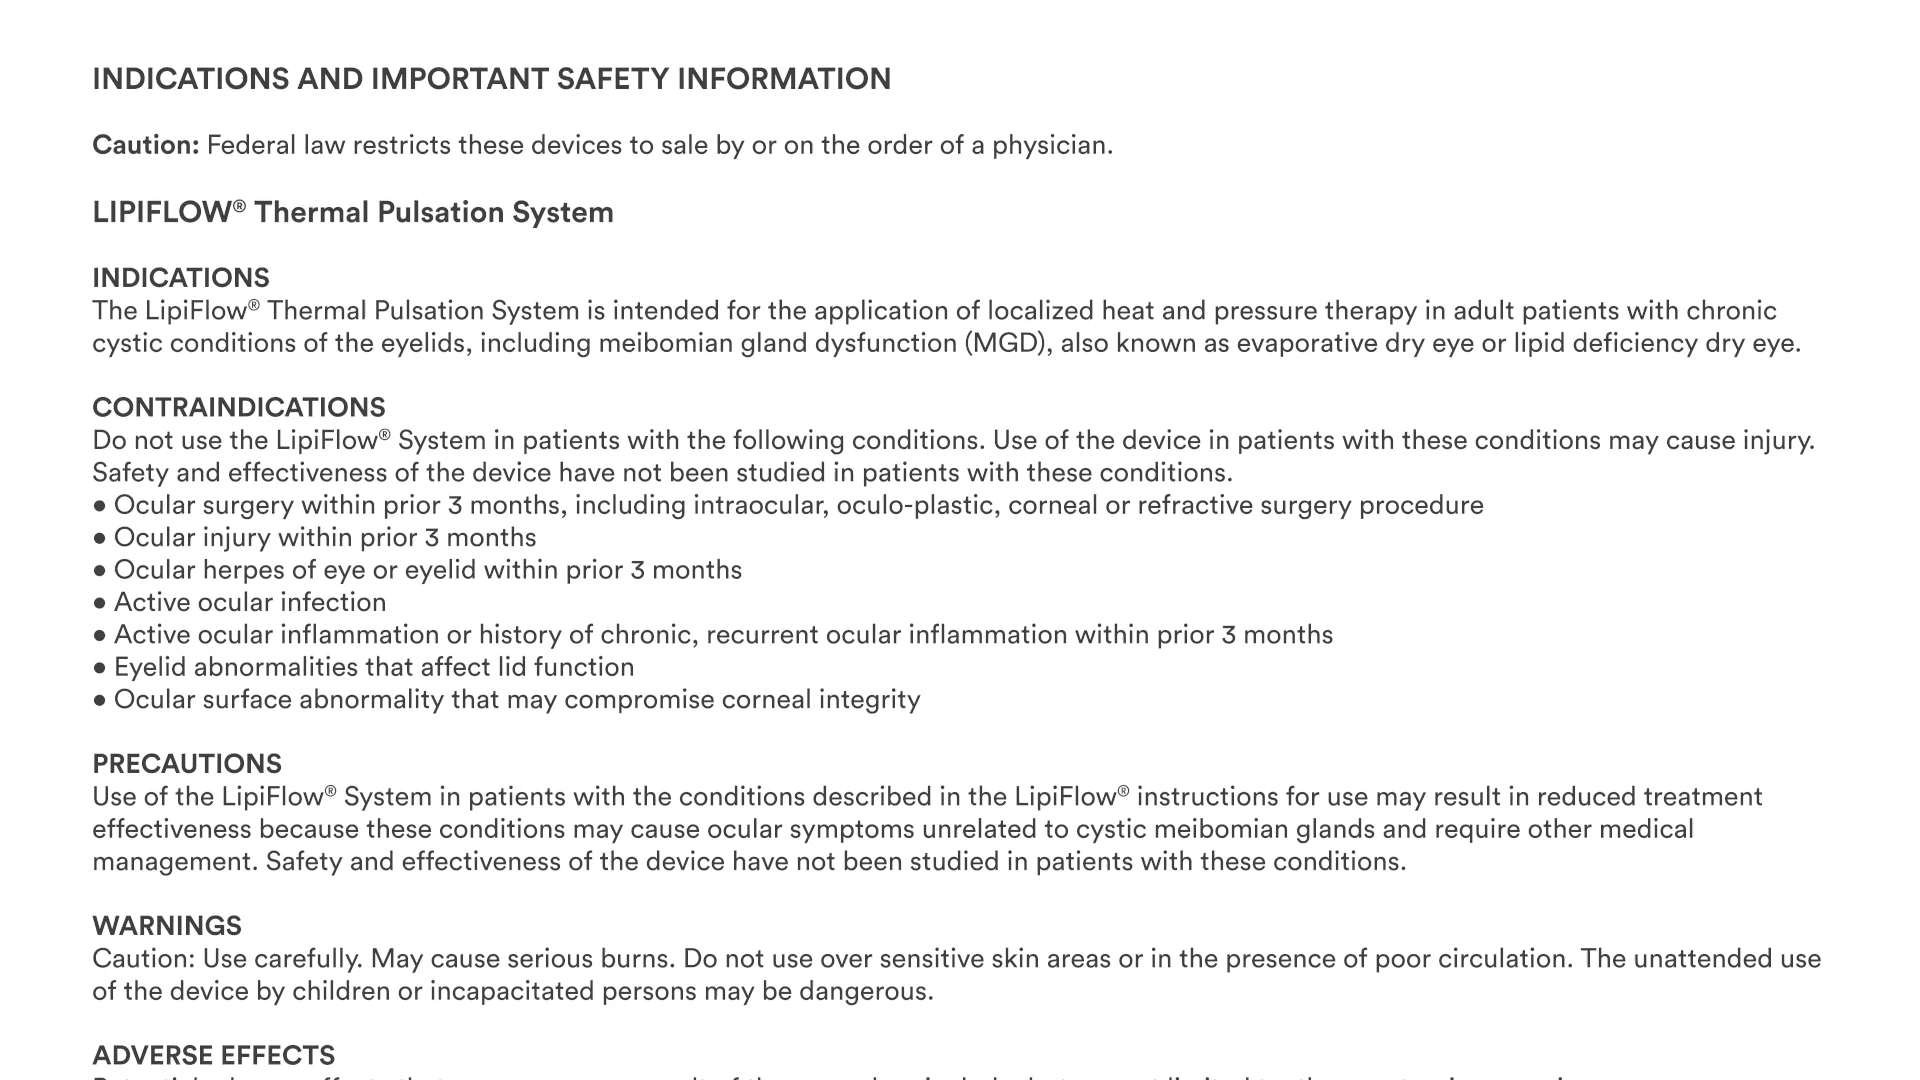 INDICATIONS AND IMPORTANT SAFETY INFORMATION
Caution: Federal law restricts these devices to sale by or on the order of a physician.
LIPIFLOW® Thermal Pulsation System
INDICATIONS
The LipiFlow® Thermal Pulsation System is intended for the application of localized heat and pressure therapy in adult patients with chronic
cystic conditions of the eyelids, including meibomian gland dysfunction (MGD), also known as evaporative dry eye or lipid deficiency dry eye.
CONTRAINDICATIONS
Do not use the LipiFlow® System in patients with the following conditions. Use of the device in patients with these conditions may cause injury.
Safety and effectiveness of the device have not been studied in patients with these conditions.
● Ocular surgery within prior 3 months, including intraocular, oculo-plastic, corneal or refractive surgery procedure
● Ocular injury within prior 3 months
● Ocular herpes of eye or eyelid within prior 3 months
● Active ocular infection
● Active ocular inflammation or history of chronic, recurrent ocular inflammation within prior 3 months
● Eyelid abnormalities that affect lid function
● Ocular surface abnormality that may compromise corneal integrity
PRECAUTIONS
Use of the LipiFlow® System in patients with the conditions described in the LipiFlow® instructions for use may result in reduced treatment
effectiveness because these conditions may cause ocular symptoms unrelated to cystic meibomian glands and require other medical
management. Safety and effectiveness of the device have not been studied in patients with these conditions.
WARNINGS
Caution: Use carefully. May cause serious burns. Do not use over sensitive skin areas or in the presence of poor circulation. The unattended use
of the device by children or incapacitated persons may be dangerous.
ADVERSE EFFECTS